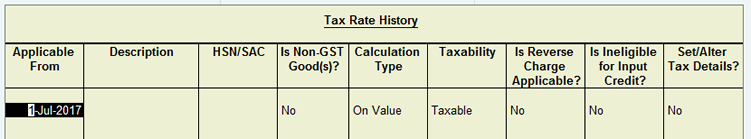 Tax Rate History
Applicable From Description HSN/SAC Is Non-GST Good(s)? Calculation Type Taxability Is Reverse Charge Applicable? Is Ineligible for Input Credit? Set/Alter Tax Details?
1-Jul-2017 No On Value Taxable No No No